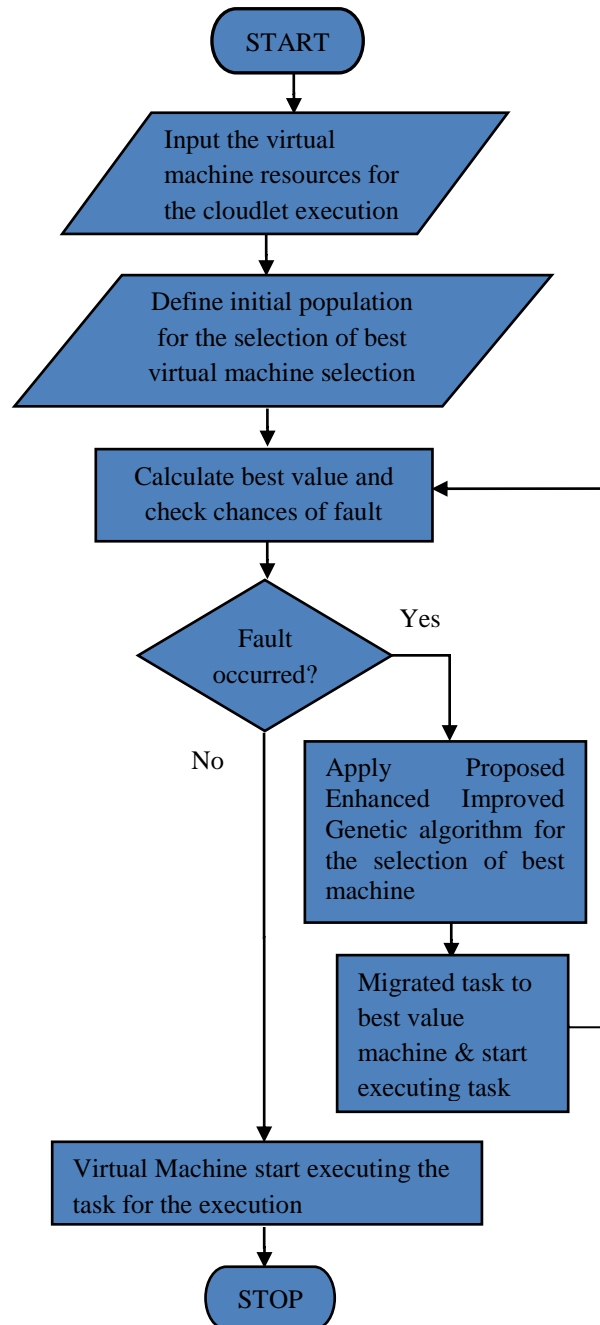 START
Input the virtual
machine resources for
the cloudlet execution
Define initial population
for the selection of best
virtual machine selection
Calculate best value and
check chances of fault
Fault
occurred?
Yes
No
Apply Proposed
Enhanced Improved
Genetic algorithm for
the selection of best
machine
Migrated task to
best value
machine & start
executing task
Virtual Machine start executing the
task for the execution
STOP